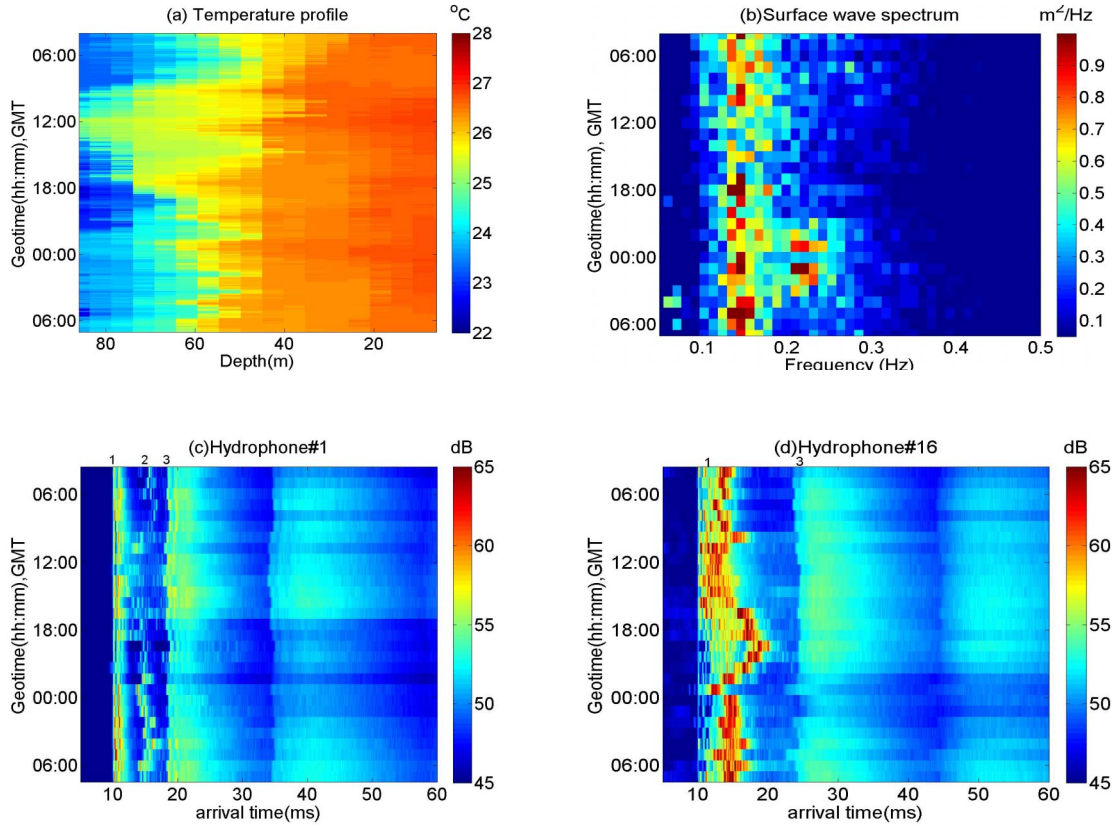 (a) Temperature profile
°C
06:00
12:00
18:00
00:00
06:00
Geotime(hh:mm),GMT
80 60 40 20
Depth(m)
28
27
26
25
24
23
22
(b)Surface wave spectrum
m²/Hz
06:00
12:00
18:00
00:00
06:00
Geotime(hh:mm), GMT
0.1 0.2 0.3 0.4 0.5
Frequency (Hz)
0.9
0.8
0.7
0.6
0.5
0.4
0.3
0.2
0.1
(c)Hydrophone#1
dB
1 2 3
06:00
12:00
18:00
00:00
06:00
Geotime(hh:mm),GMT
10 20 30 40 50 60
arrival time(ms)
65
60
55
50
45
(d)Hydrophone#16
dB
1 3
06:00
12:00
18:00
00:00
06:00
Geotime(hh:mm),GMT
10 20 30 40 50 60
arrival time(ms)
65
60
55
50
45